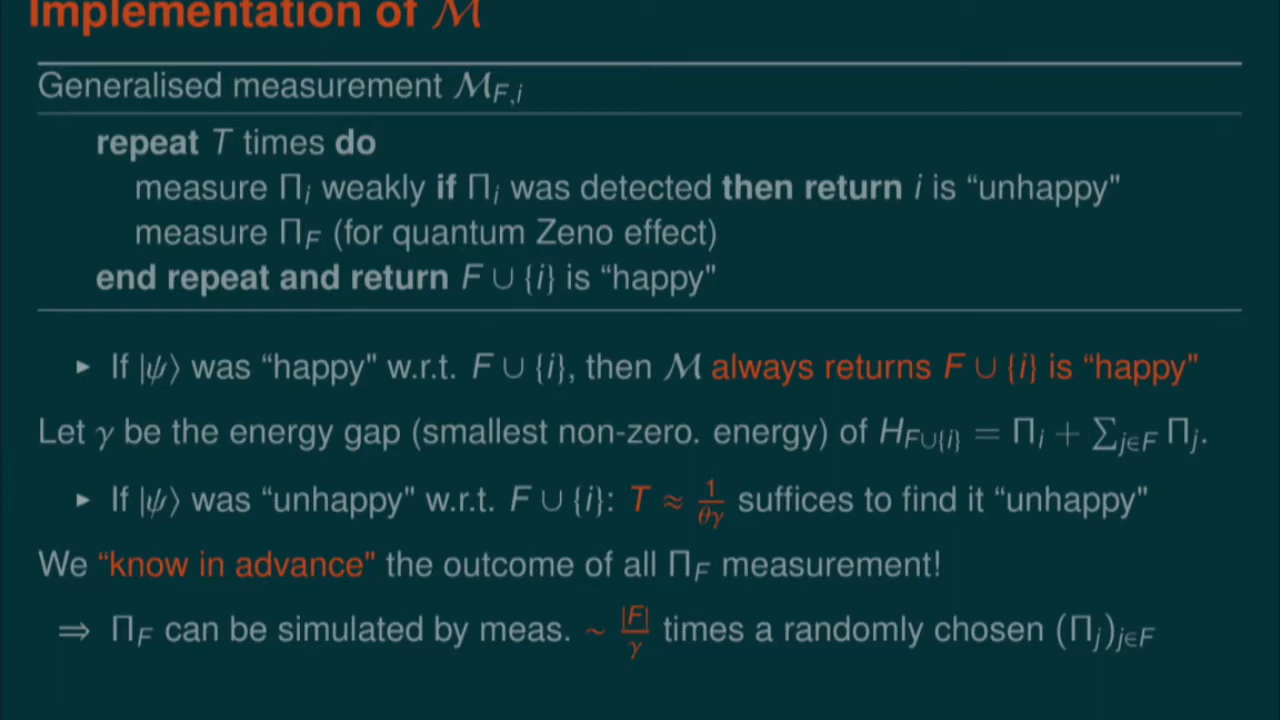 Implementation of ℳ
Generalised measurement ℳ_{F,i}
repeat T times do
measure Π_i weakly if Π_i was detected then return i is “unhappy"
measure Π_F (for quantum Zeno effect)
end repeat and return F ∪ {i} is “happy"
▸ If |ψ⟩ was “happy" w.r.t. F ∪ {i}, then ℳ always returns F ∪ {i} is “happy"
Let γ be the energy gap (smallest non-zero. energy) of H_{F∪{i}} = Π_i + ∑_{j∈F} Π_j.
▸ If |ψ⟩ was “unhappy" w.r.t. F ∪ {i}: T ≈ 1/(θγ) suffices to find it “unhappy"
We “know in advance" the outcome of all Π_F measurement!
⇒ Π_F can be simulated by meas. ~ |F|/γ times a randomly chosen (Π_j)_{j∈F}